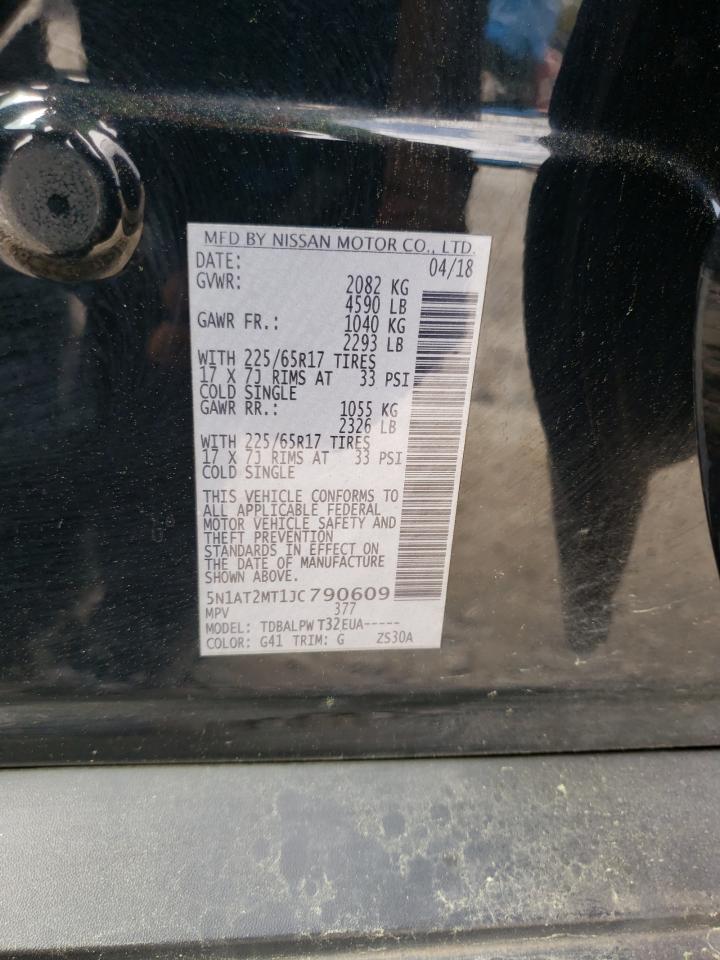 MFD BY NISSAN MOTOR CO., LTD.
DATE: 04/18
GVWR: 2082 KG
4590 LB
GAWR FR.: 1040 KG
2293 LB
WITH 225/65R17 TIRES
17 X 7J RIMS AT 33 PSI
COLD SINGLE
GAWR RR.: 1055 KG
2326 LB
WITH 225/65R17 TIRES
17 X 7J RIMS AT 33 PSI
COLD SINGLE
THIS VEHICLE CONFORMS TO
ALL APPLICABLE FEDERAL
MOTOR VEHICLE SAFETY AND
THEFT PREVENTION
STANDARDS IN EFFECT ON
THE DATE OF MANUFACTURE
SHOWN ABOVE.
5N1AT2MT1JC790609
MPV 377
MODEL: TDBALPWT32EUA-----
COLOR: G41 TRIM: G ZS30A